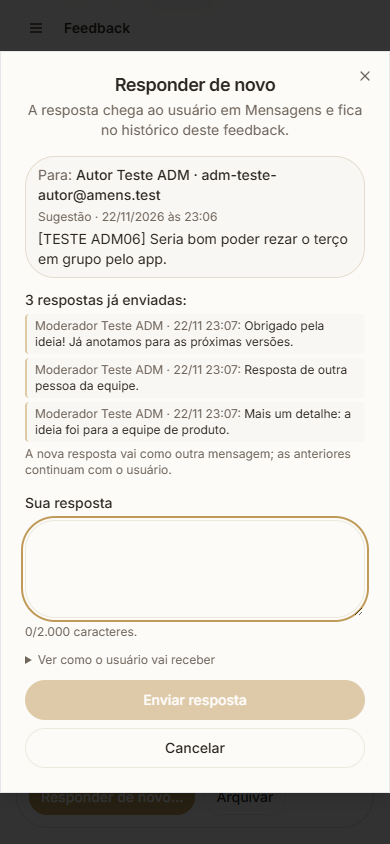 Feedback
Responder de novo
A resposta chega ao usuário em Mensagens e fica
no histórico deste feedback.
Para: Autor Teste ADM · adm-teste-
autor@amens.test
Sugestão · 22/11/2026 às 23:06
[TESTE ADM06] Seria bom poder rezar o terço
em grupo pelo app.
3 respostas já enviadas:
Moderador Teste ADM · 22/11 23:07: Obrigado pela
ideia! Já anotamos para as próximas versões.
Moderador Teste ADM · 22/11 23:07: Resposta de outra
pessoa da equipe.
Moderador Teste ADM · 22/11 23:07: Mais um detalhe: a
ideia foi para a equipe de produto.
A nova resposta vai como outra mensagem; as anteriores
continuam com o usuário.
Sua resposta
0/2.000 caracteres.
Ver como o usuário vai receber
Enviar resposta
Cancelar
Responder de novo... Arquivar